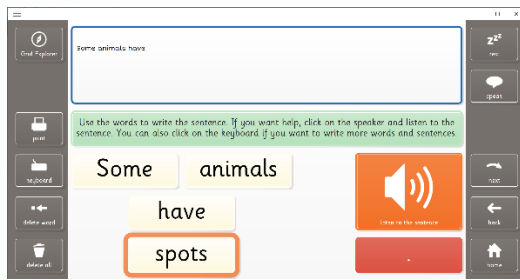 Grid Explorer
Some animals have
zzz
rest
speak
Use the words to write the sentence. If you want help, click on the speaker and listen to the
sentence. You can also click on the keyboard if you want to write more words and sentences
print
Some animals
keyboard
next
have
listen to the sentence
delete word
back
spots
.
delete all
home